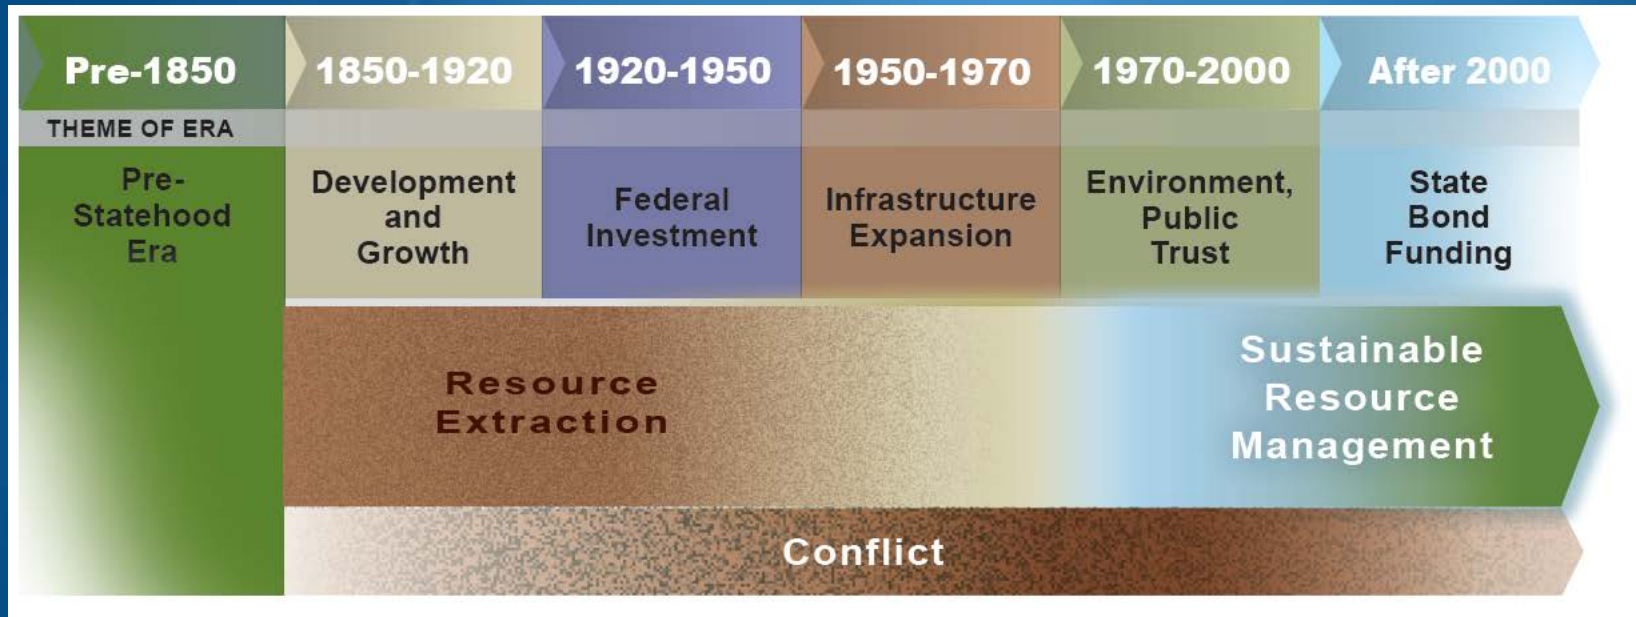 Pre-1850
1850-1920
1920-1950
1950-1970
1970-2000
After 2000
THEME OF ERA
Pre-
Statehood
Era
Development
and
Growth
Federal
Investment
Infrastructure
Expansion
Environment,
Public
Trust
State
Bond
Funding
Resource
Extraction
Sustainable
Resource
Management
Conflict